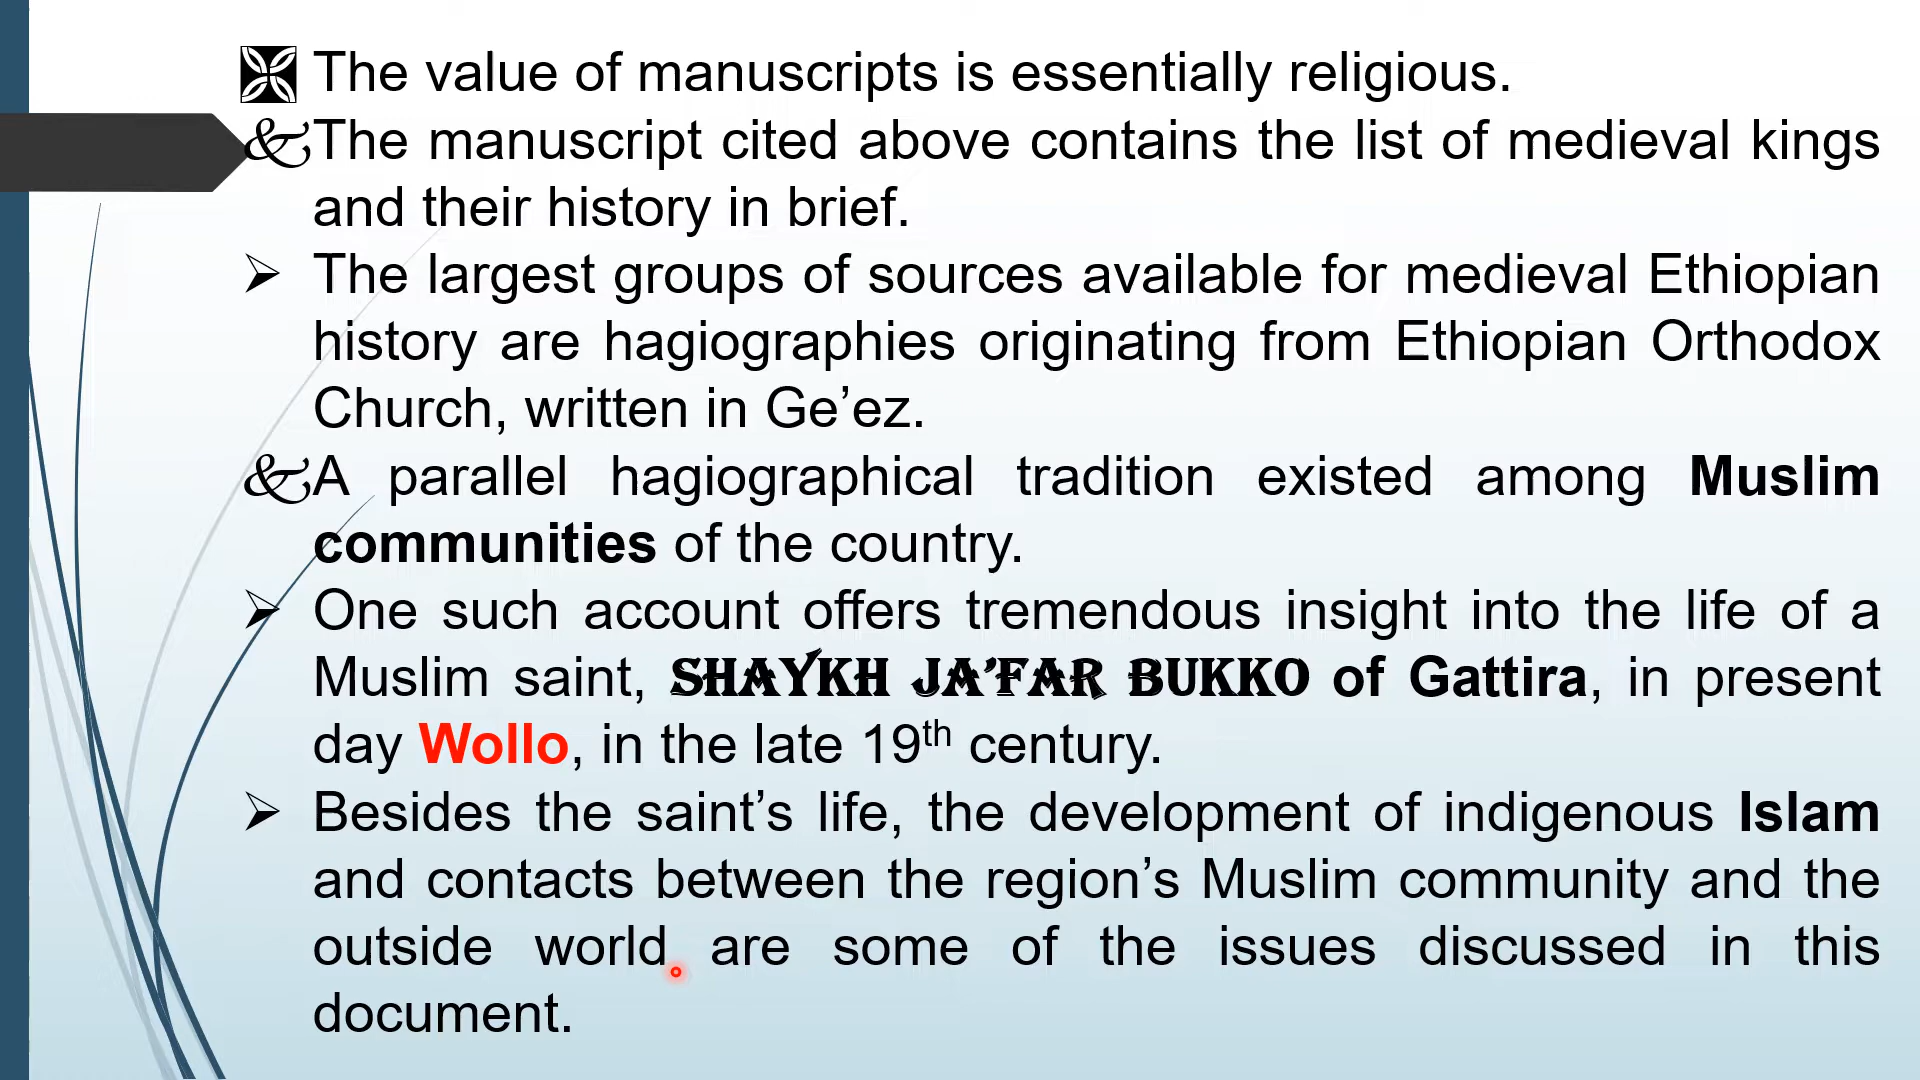 The value of manuscripts is essentially religious.
The manuscript cited above contains the list of medieval kings
and their history in brief.
➢ The largest groups of sources available for medieval Ethiopian
history are hagiographies originating from Ethiopian Orthodox
Church, written in Ge’ez.
A parallel hagiographical tradition existed among Muslim
communities of the country.
➢ One such account offers tremendous insight into the life of a
Muslim saint, SHAYKH JA’FAR BUKKO of Gattira, in present
day Wollo, in the late 19th century.
➢ Besides the saint’s life, the development of indigenous Islam
and contacts between the region’s Muslim community and the
outside world are some of the issues discussed in this
document.